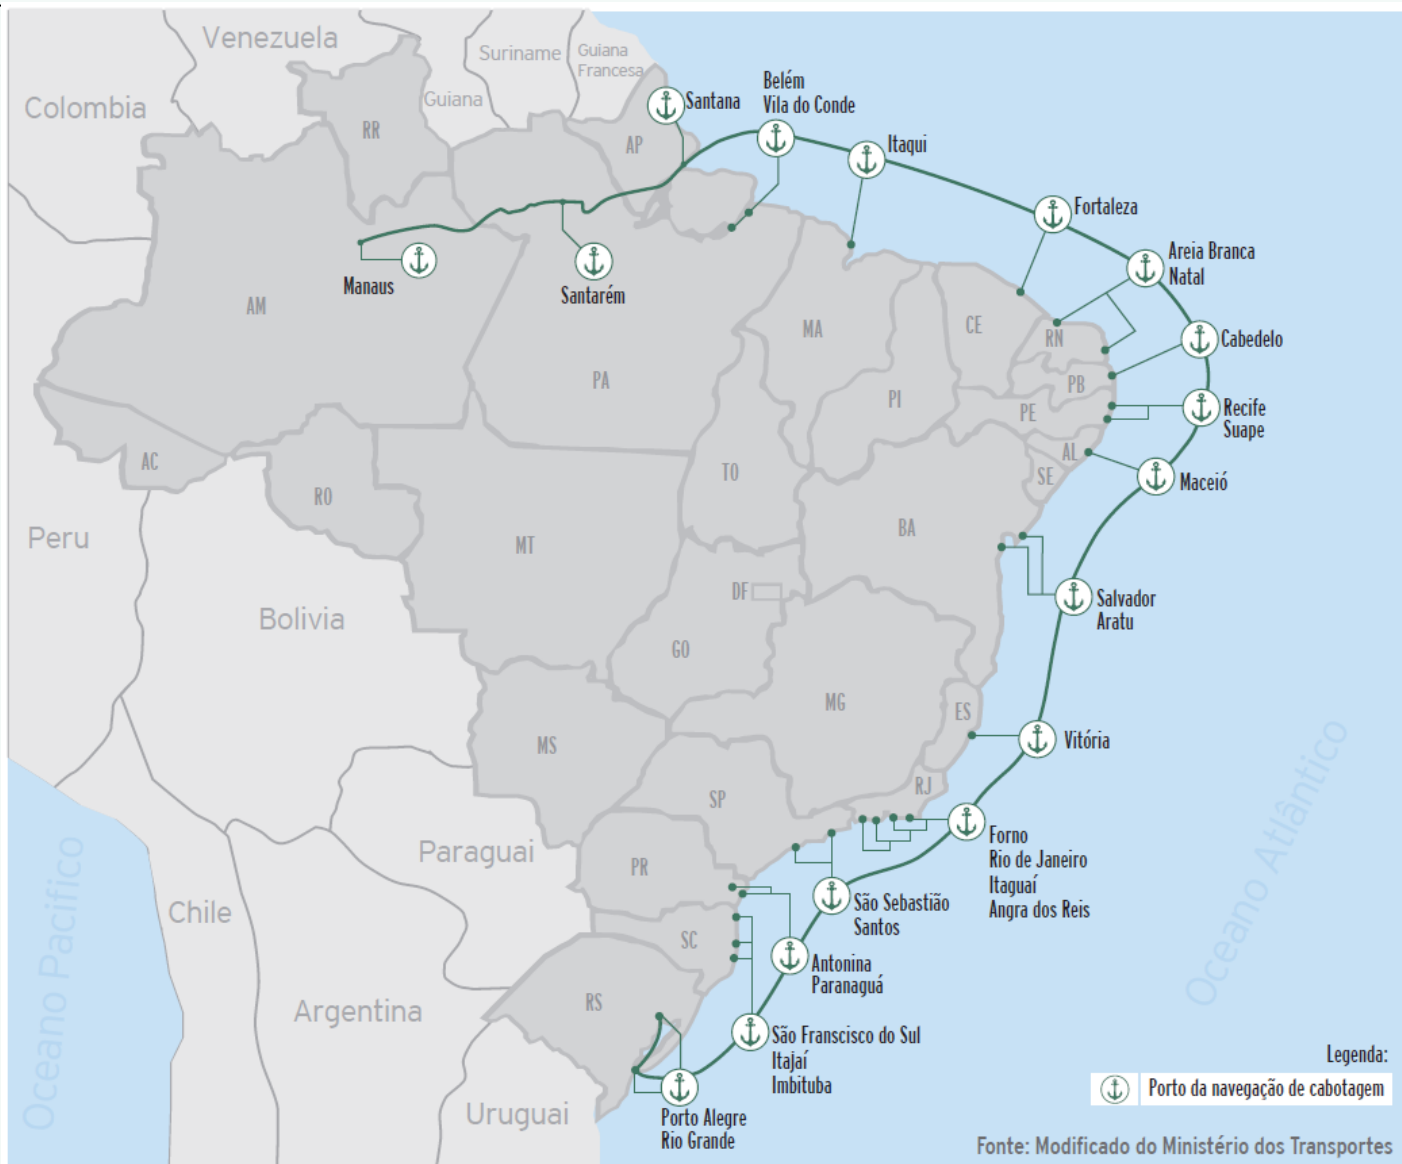 Venezuela
Suriname
Guiana
Francesa
Colombia
Guiana
RR
AP
Santana
Belém
Vila do Conde
Itaqui
Fortaleza
Areia Branca
Natal
Manaus
Santarém
AM
PA
MA
CE
RN
Cabedelo
PB
PI
PE
Recife
Suape
AL
SE
Maceió
AC
RO
TO
BA
Peru
MT
DF
Salvador
Aratu
Bolivia
GO
MG
ES
MS
Vitória
RJ
SP
Forno
Rio de Janeiro
Itaguaí
Angra dos Reis
Paraguai
PR
São Sebastião
Santos
Chile
SC
Antonina
Paranaguá
Oceano Pacífico
Oceano Atlântico
Argentina
RS
São Franscisco do Sul
Itajaí
Imbituba
Uruguai
Porto Alegre
Rio Grande
Legenda:
Porto da navegação de cabotagem
Fonte: Modificado do Ministério dos Transportes